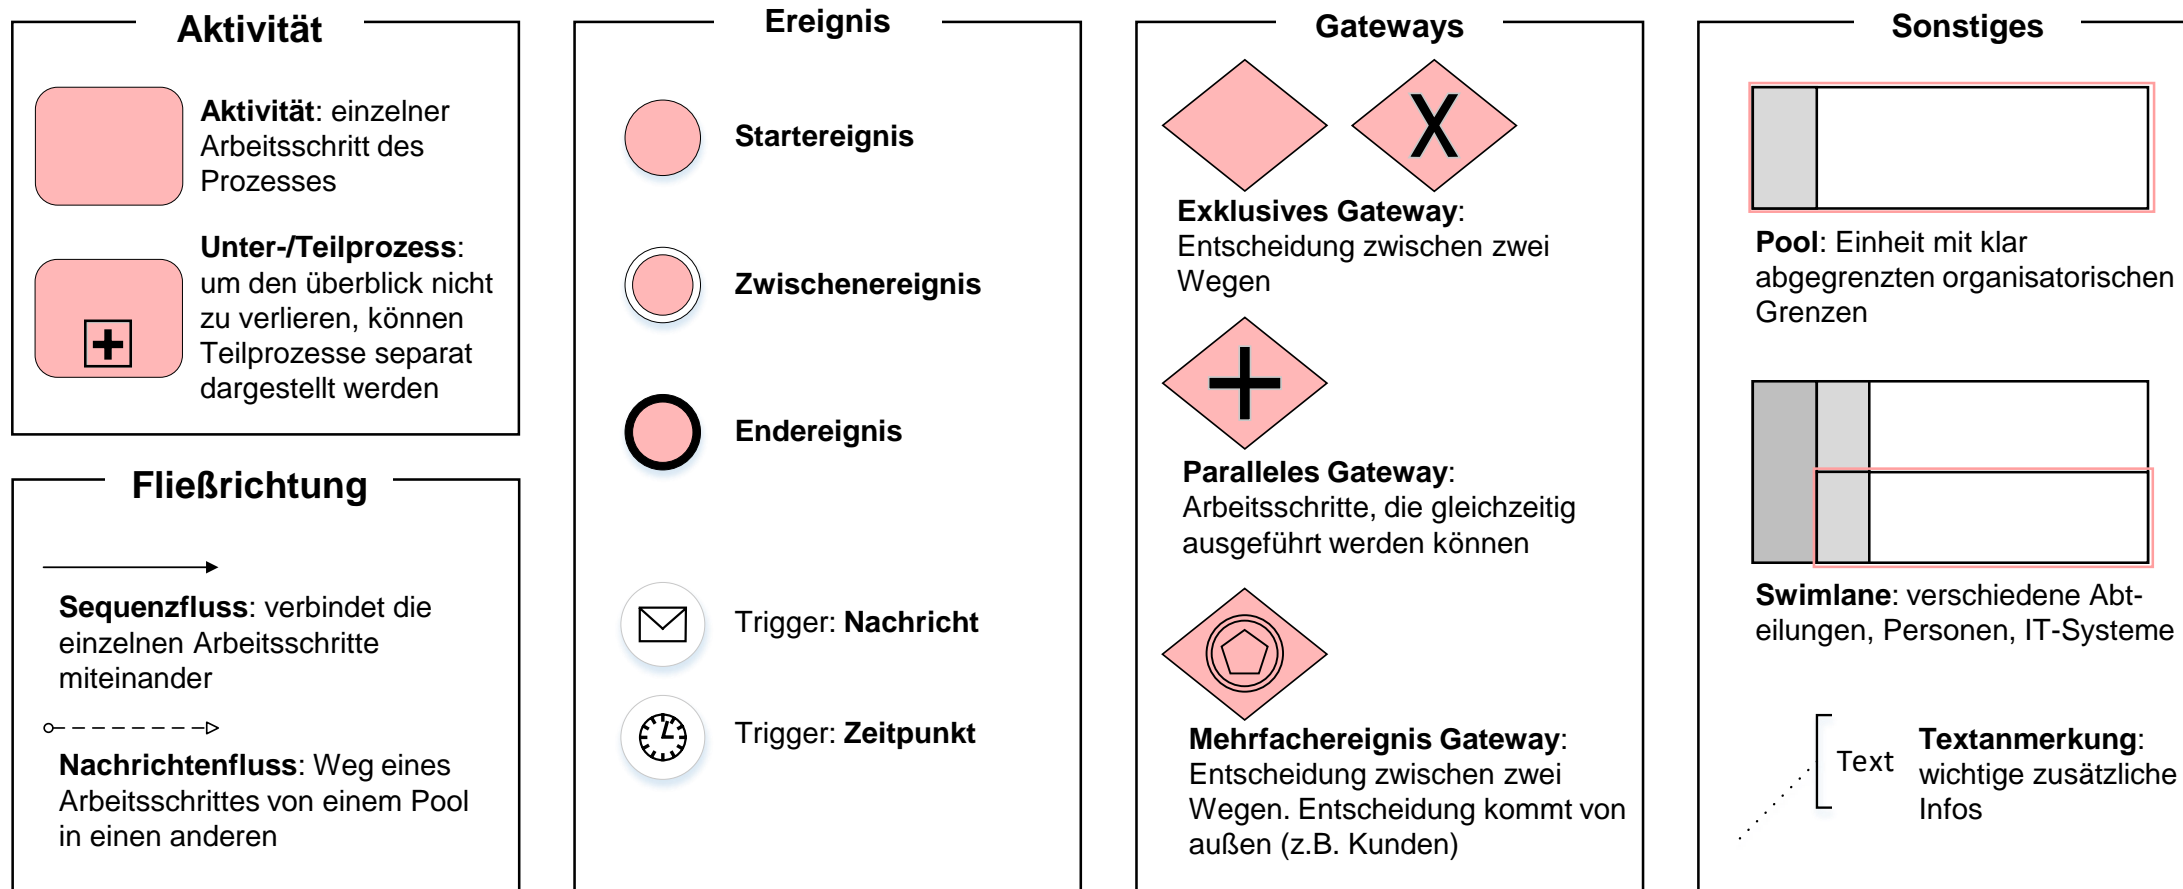 Aktivität
Aktivität: einzelner
Arbeitsschritt des
Prozesses
Unter-/Teilprozess:
um den überblick nicht
zu verlieren, können
Teilprozesse separat
dargestellt werden
Fließrichtung
Sequenzfluss: verbindet die
einzelnen Arbeitsschritte
miteinander
Nachrichtenfluss: Weg eines
Arbeitsschrittes von einem Pool
in einen anderen
Ereignis
Startereignis
Zwischenereignis
Endereignis
Trigger: Nachricht
Trigger: Zeitpunkt
Gateways
X
Exklusives Gateway:
Entscheidung zwischen zwei
Wegen
Paralleles Gateway:
Arbeitsschritte, die gleichzeitig
ausgeführt werden können
Mehrfachereignis Gateway:
Entscheidung zwischen zwei
Wegen. Entscheidung kommt von
außen (z.B. Kunden)
Sonstiges
Pool: Einheit mit klar
abgegrenzten organisatorischen
Grenzen
Swimlane: verschiedene Abt-
eilungen, Personen, IT-Systeme
Text
Textanmerkung:
wichtige zusätzliche
Infos